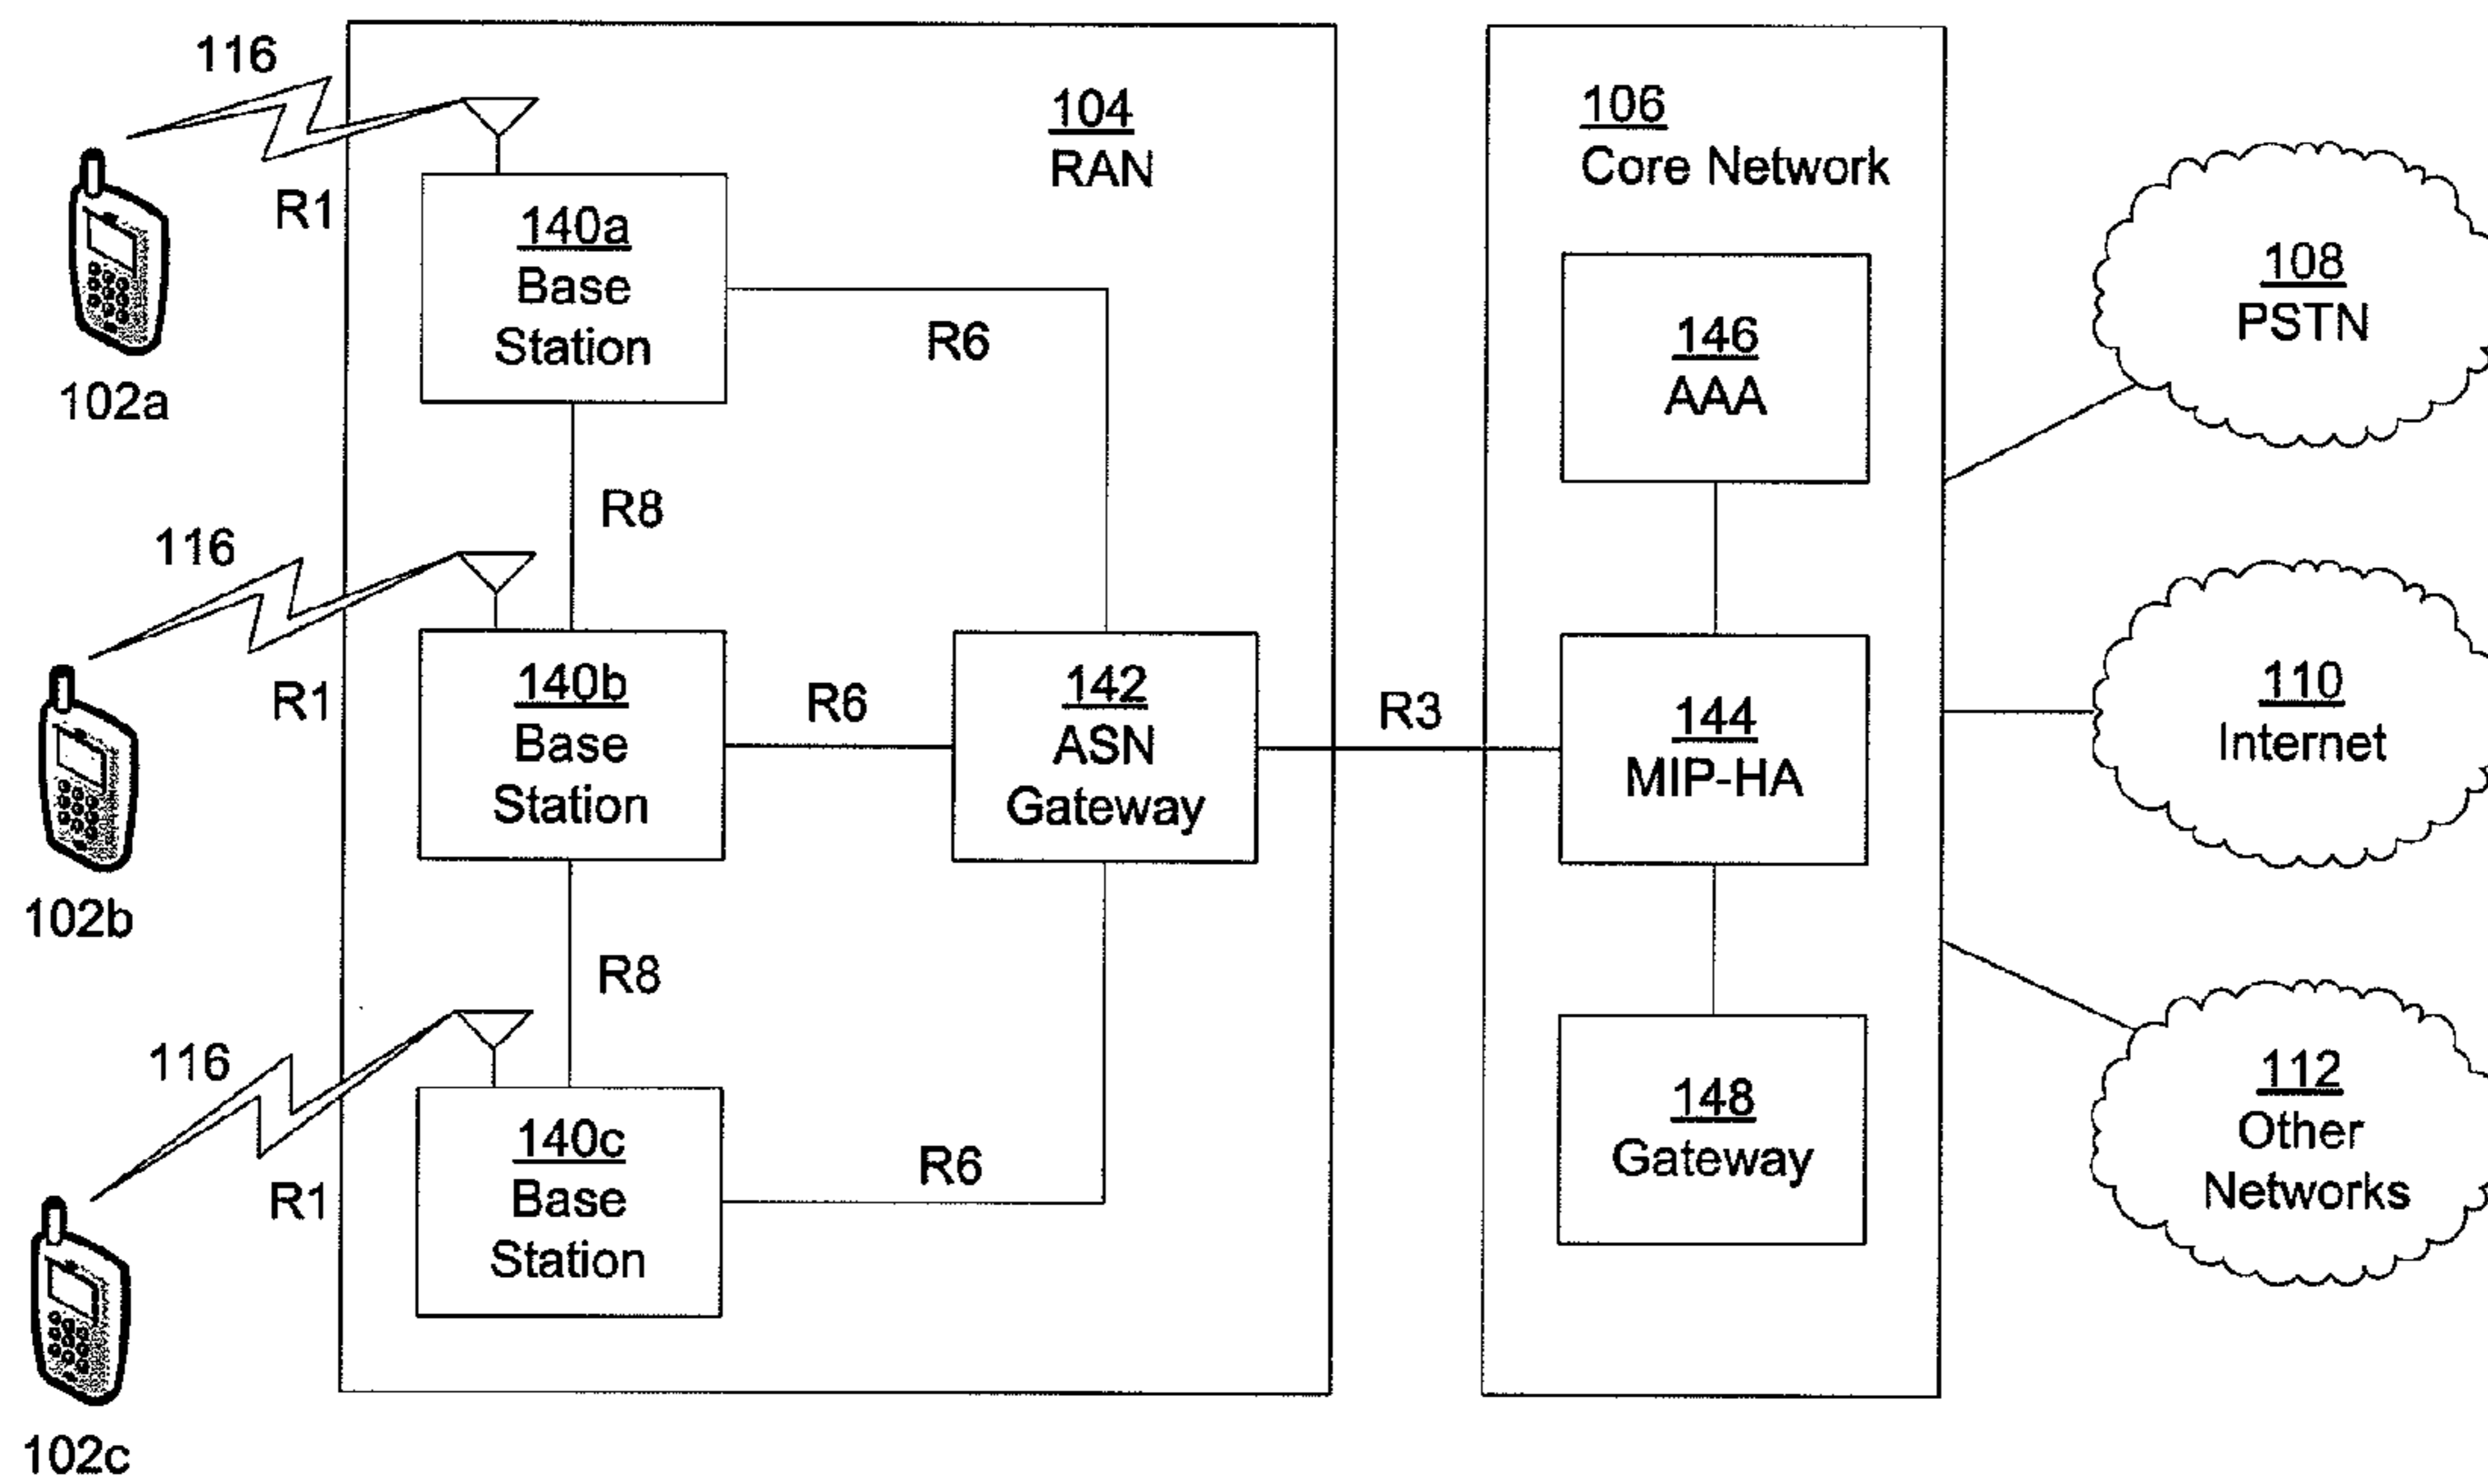 116
R1
102a
116
R1
102b
116
R1
102c
104
RAN
140a
Base
Station
R6
R8
140b
Base
Station
R6
142
ASN
Gateway
R8
140c
Base
Station
R6
R3
106
Core Network
146
AAA
144
MIP-HA
148
Gateway
108
PSTN
110
Internet
112
Other
Networks